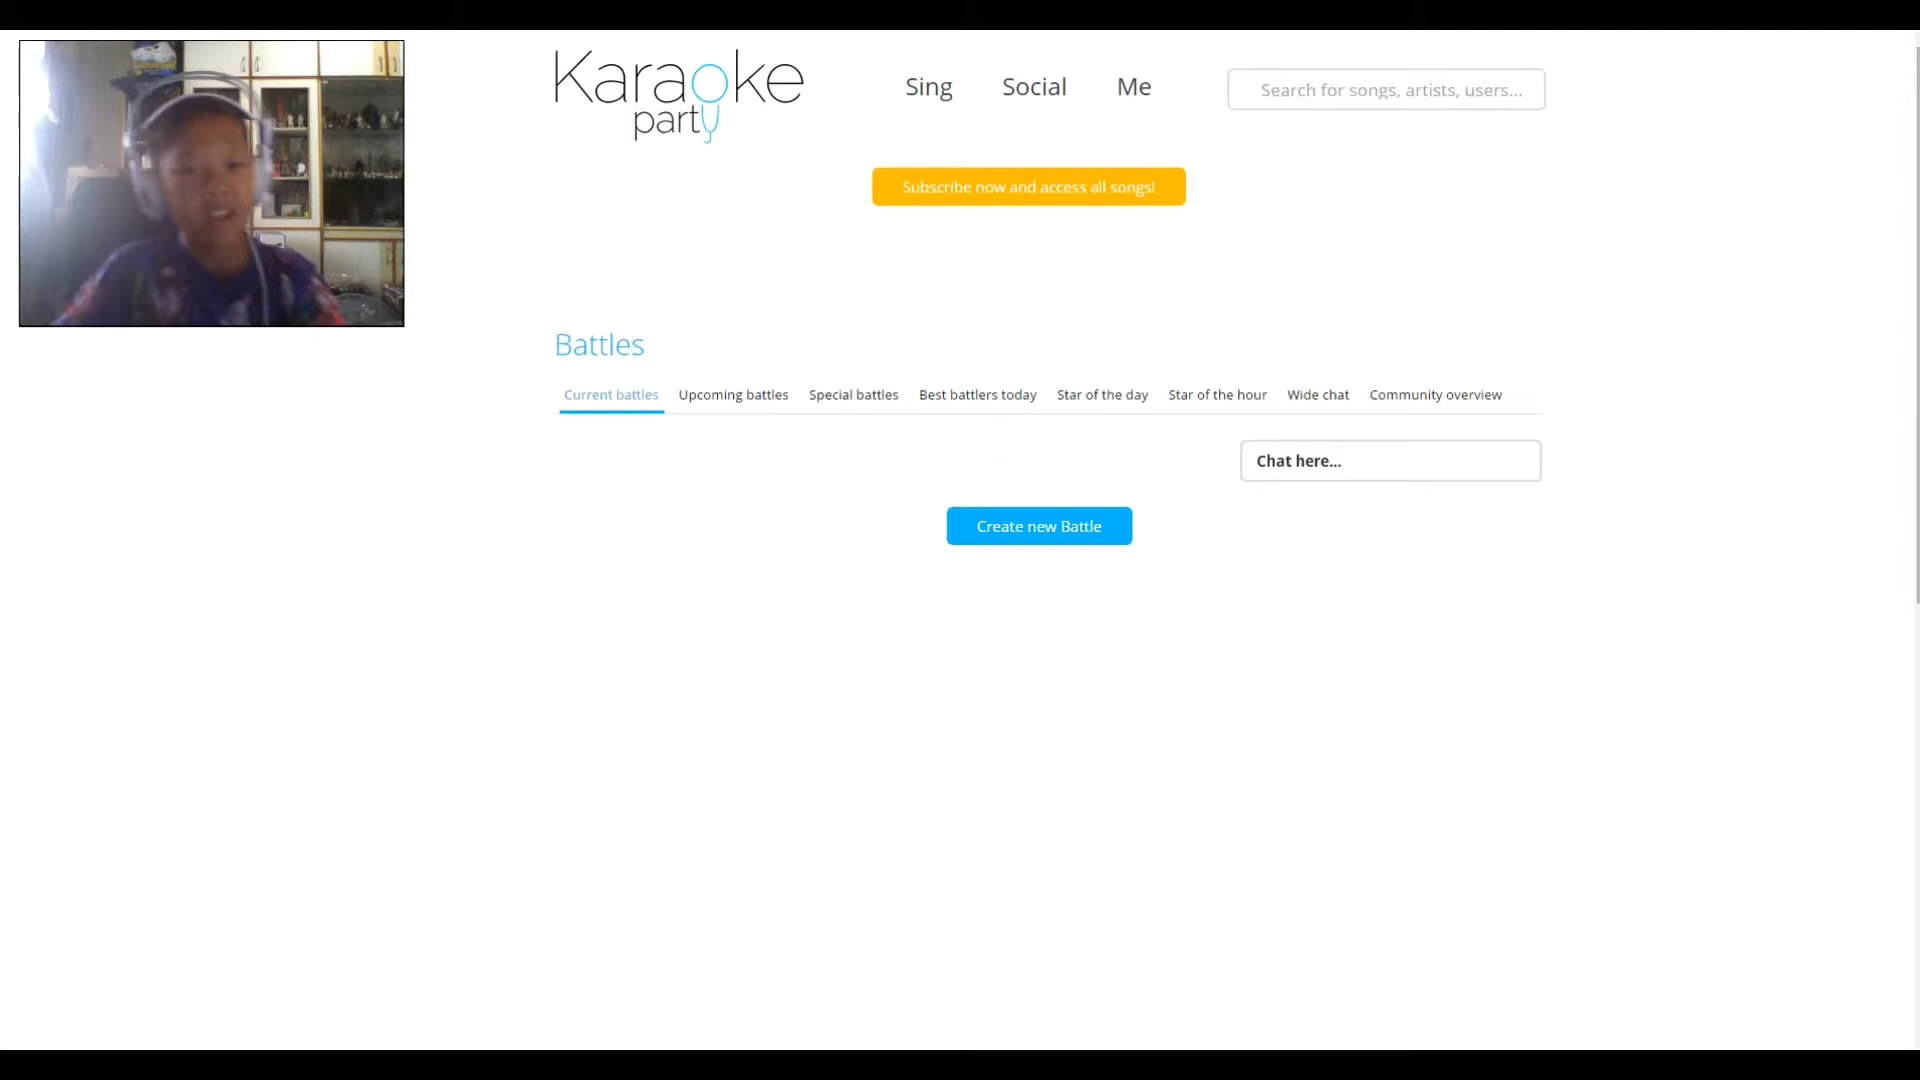 Karaoke
party
Sing Social Me
Search for songs, artists, users...
Subscribe now and access all songs!
Battles
Current battles Upcoming battles Special battles Best battlers today Star of the day Star of the hour Wide chat Community overview
Chat here...
Create new Battle